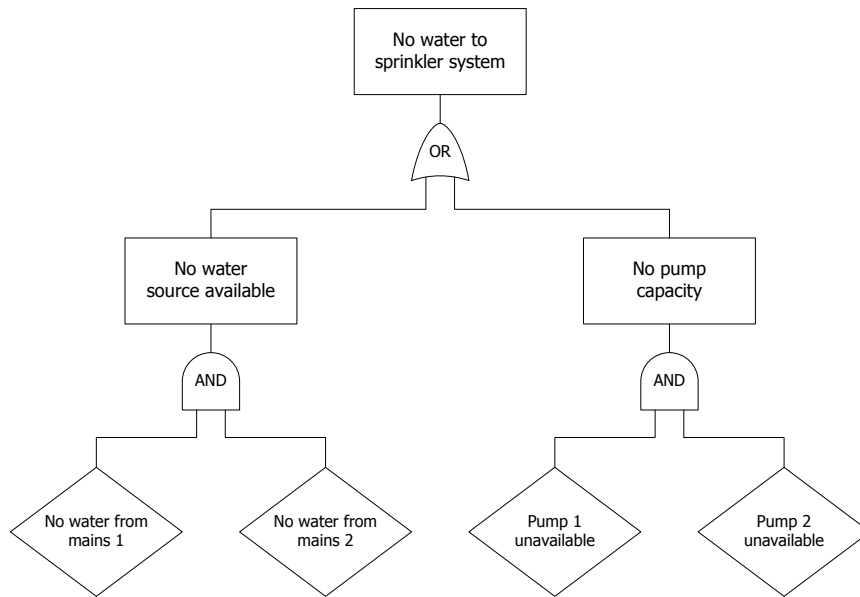 No water to
sprinkler system
OR
No water
source available
No pump
capacity
AND
AND
No water from
mains 1
No water from
mains 2
Pump 1
unavailable
Pump 2
unavailable